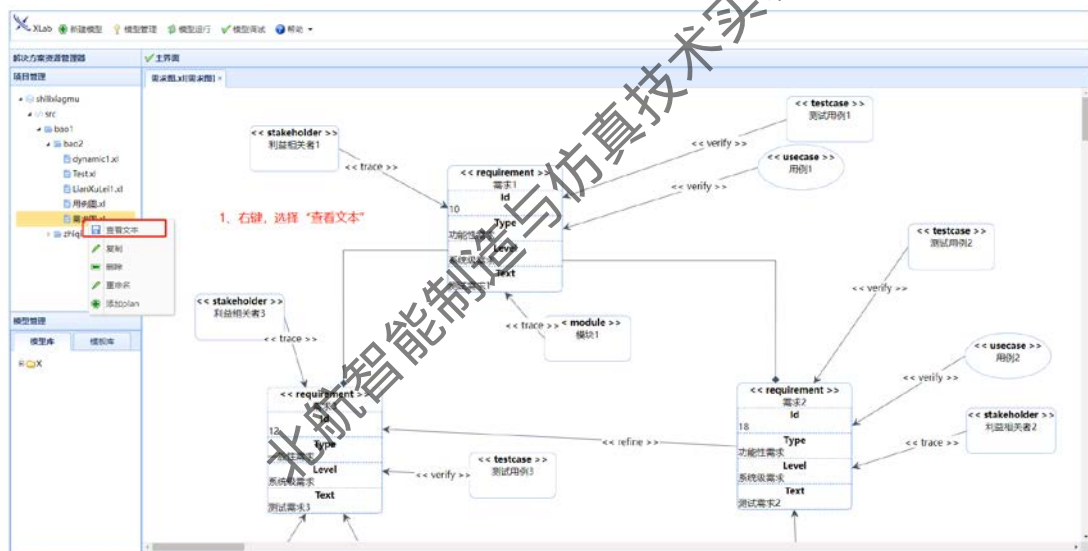 XLab 新建模型 模型管理 模型运行 模型调试 帮助
解决方案资源管理器
主界面
项目管理
需求图.xl[需求图] ×
shilixiagmu
src
bao1
bao2
dynamic1.xl
Test.xl
LianXuLei1.xl
用例图.xl
查看文本
复制
删除
重命名
添加plan
1、右键，选择“查看文本”
模型管理
模型库 模板库
X
<< stakeholder >>
利益相关者1
<< trace >>
<< testcase >>
测试用例1
<< verify >>
<< usecase >>
用例1
<< verify >>
<< requirement >>
需求1
Id
10
Type
功能性需求
Level
系统级需求
Text
测试需求1
<< testcase >>
测试用例2
<< verify >>
<< stakeholder >>
利益相关者3
<< trace >>
<< trace >>
< module >>
模块1
<< usecase >>
用例2
<< verify >>
<< requirement >>
Id
12
Type
Level
系统级需求
Text
测试需求3
<< refine >>
<< verify >>
<< testcase >>
测试用例3
<< requirement >>
需求2
Id
18
Type
功能性需求
Level
系统级需求
Text
测试需求2
<< stakeholder >>
利益相关者2
<< trace >>
北航智能制造与仿真技术实